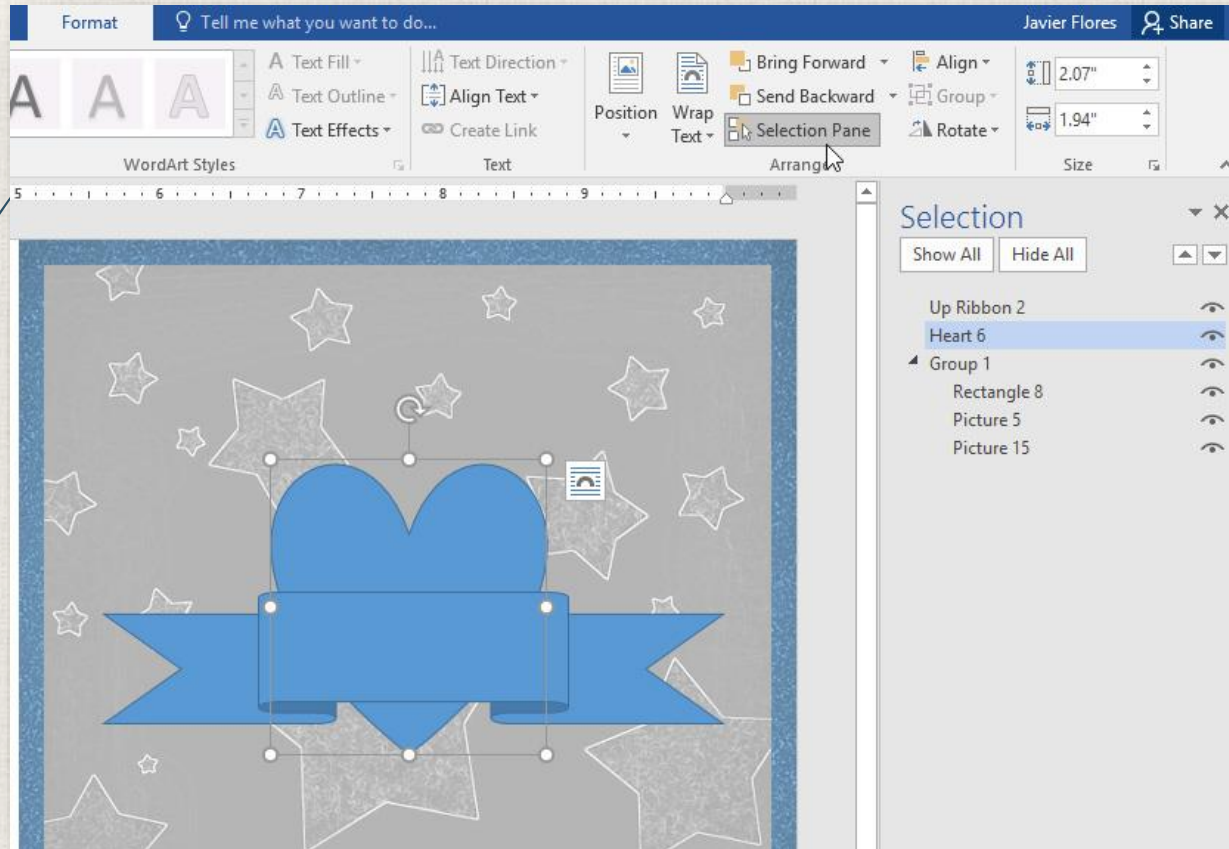 Format Tell me what you want to do... Javier Flores Share
A A A
Text Fill
Text Outline
Text Effects
WordArt Styles
Text Direction
Align Text
Create Link
Text
Position
Wrap
Text
Bring Forward
Send Backward
Selection Pane
Align
Group
Rotate
Arrange
2.07"
1.94"
Size
5 6 7 8 9
Selection
Show All Hide All
Up Ribbon 2
Heart 6
Group 1
Rectangle 8
Picture 5
Picture 15